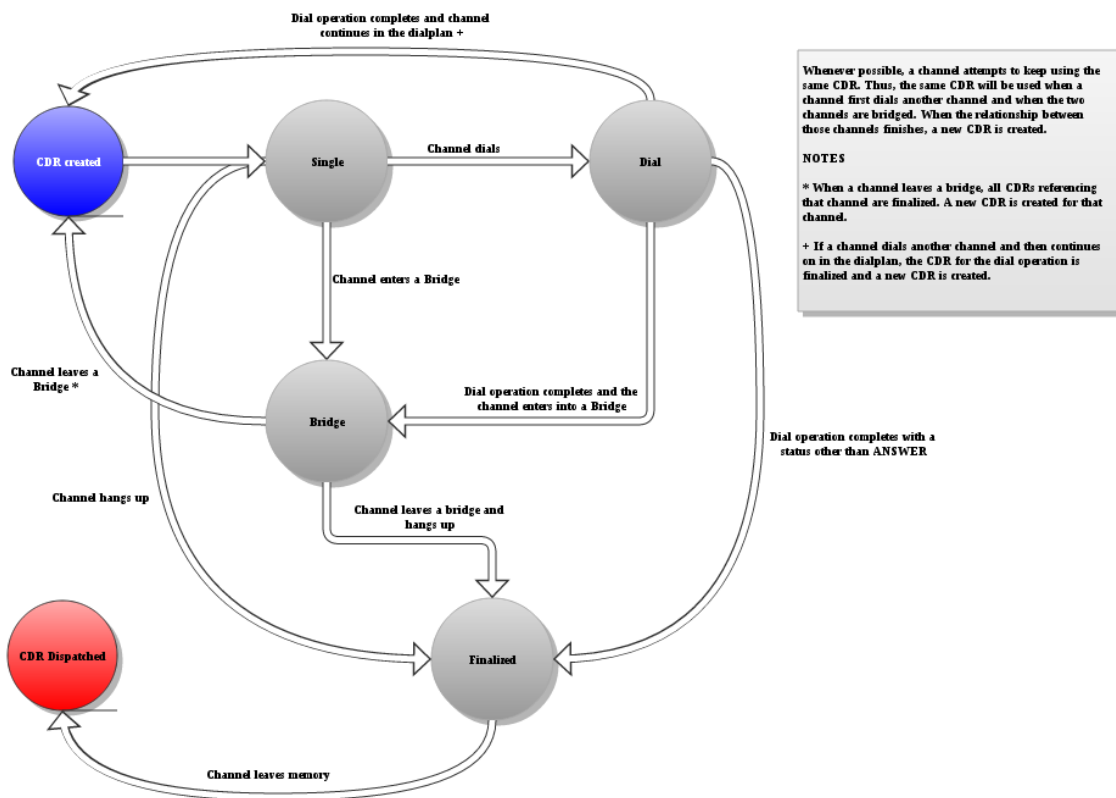 Dial operation completes and channel
continues in the dialplan +
Whenever possible, a channel attempts to keep using the
same CDR. Thus, the same CDR will be used when a
channel first dials another channel and when the two
channels are bridged. When the relationship between
those channels finishes, a new CDR is created.
NOTES
* When a channel leaves a bridge, all CDRs referencing
that channel are finalized. A new CDR is created for that
channel.
+ If a channel dials another channel and then continues
on in the dialplan, the CDR for the dial operation is
finalized and a new CDR is created.
CDR created
Single
Channel dials
Dial
Channel enters a Bridge
Channel leaves a
Bridge *
Dial operation completes and the
channel enters into a Bridge
Bridge
Dial operation completes with a
status other than ANSWER
Channel hangs up
Channel leaves a bridge and
hangs up
CDR Dispatched
Finalized
Channel leaves memory